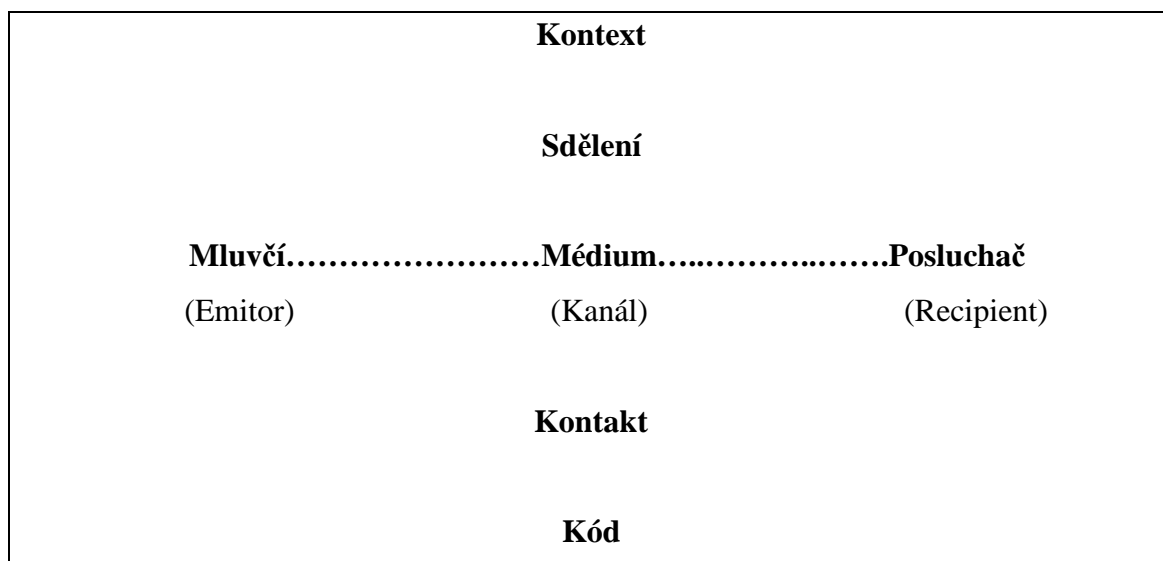 Kontext
Sdělení
Mluvčí……………………Médium…..………..…….Posluchač
(Emitor) (Kanál) (Recipient)
Kontakt
Kód